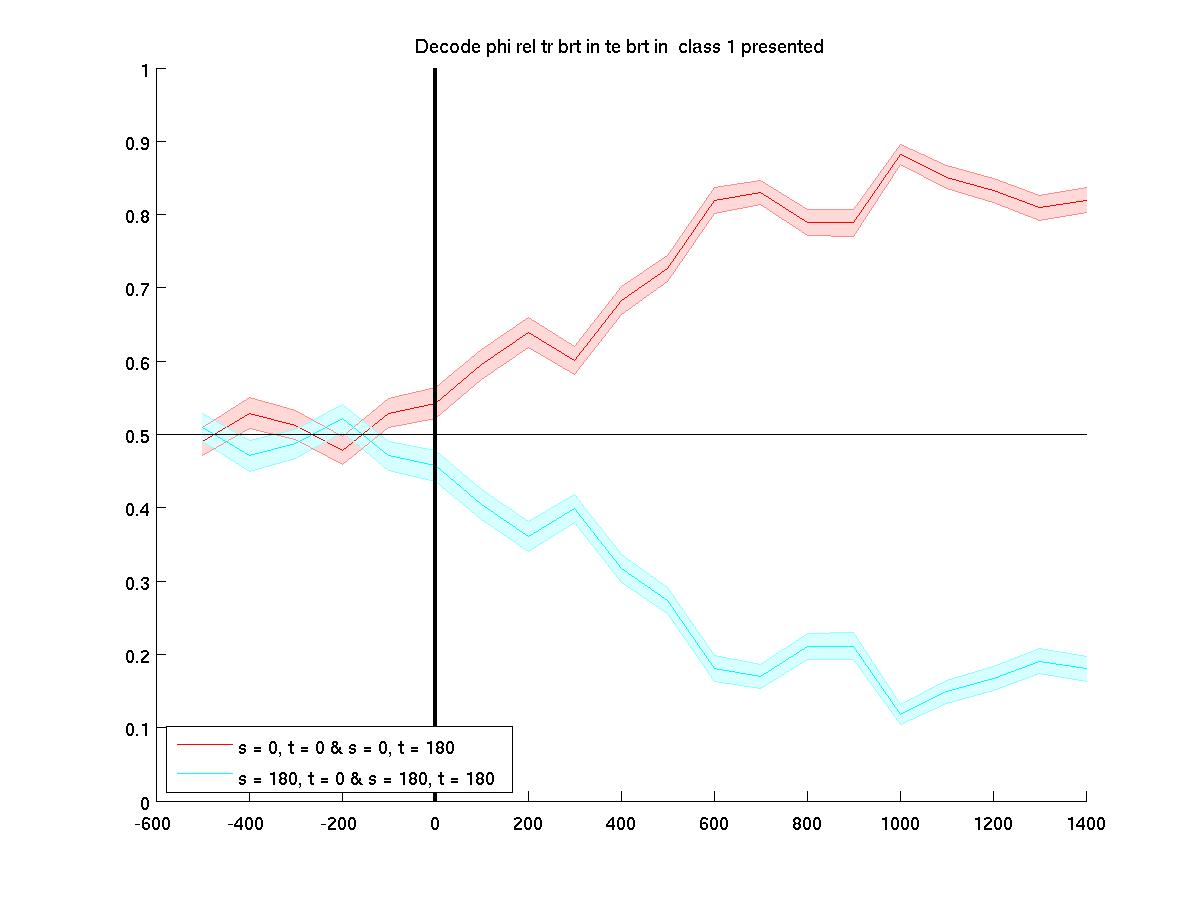 Decode phi rel tr brt in te brt in  class 1 presented
1
0.9
0.8
0.7
0.6
0.5
0.4
0.3
0.2
0.1
0
s = 0, t = 0 & s = 0, t = 180
s = 180, t = 0 & s = 180, t = 180
-600 -400 -200 0 200 400 600 800 1000 1200 1400